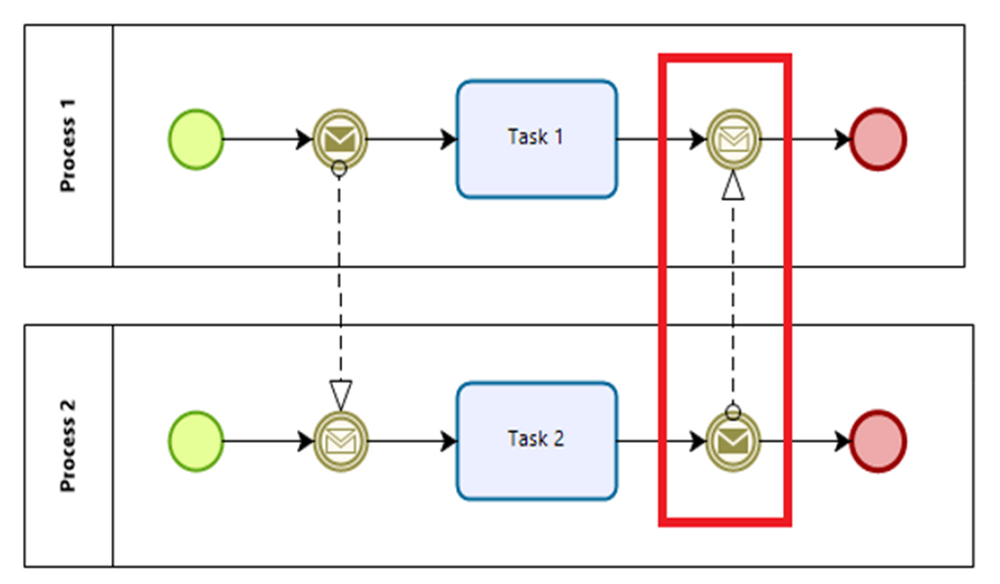 Process 1
Task 1
Process 2
Task 2